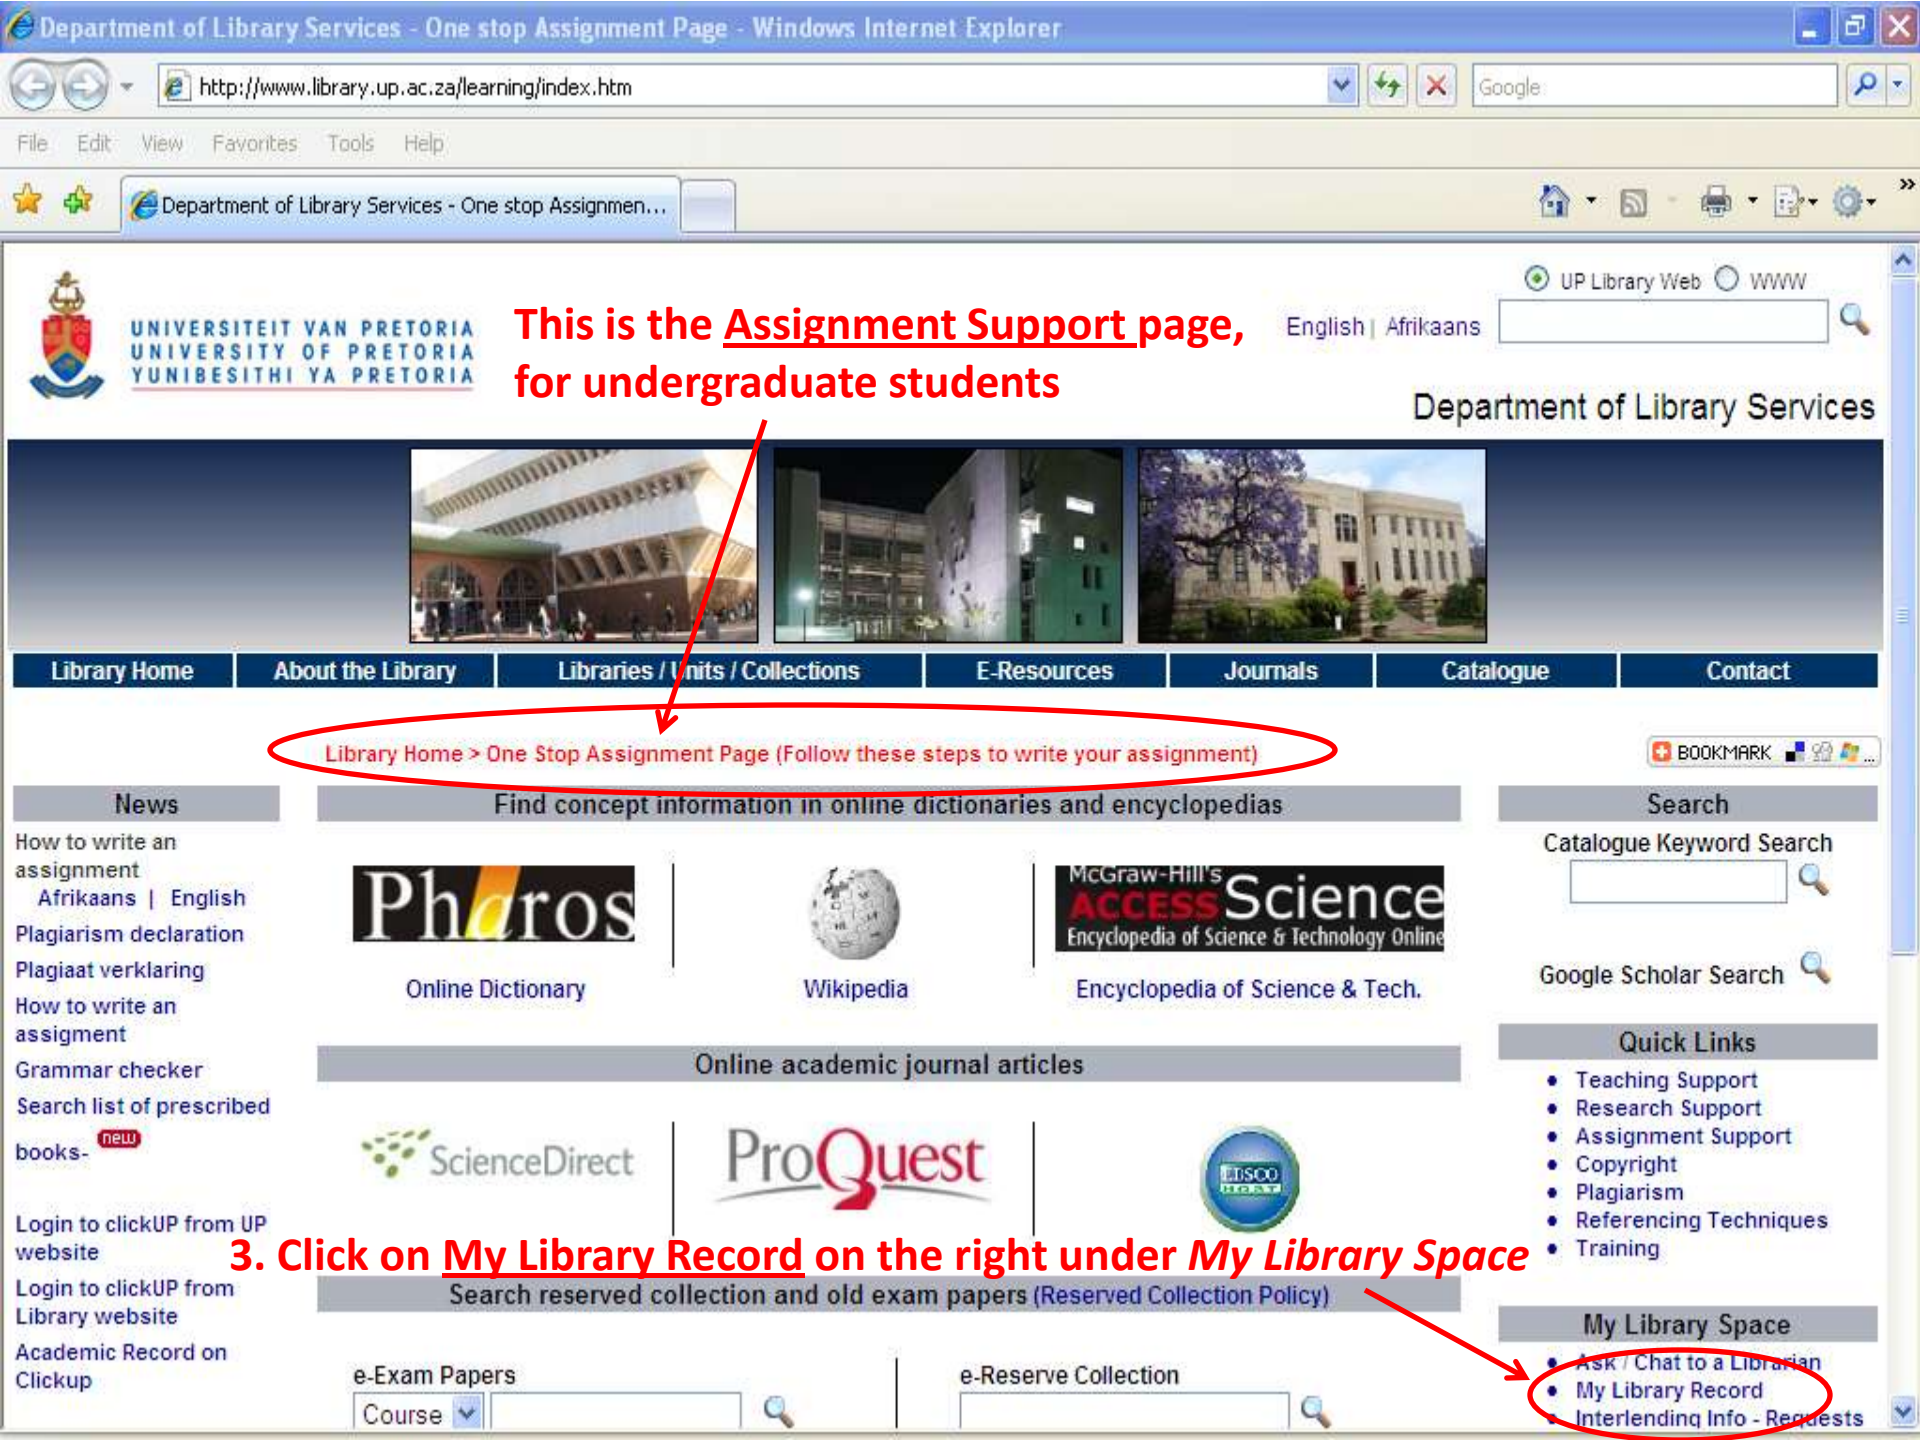 Department of Library Services - One stop Assignment Page - Windows Internet Explorer
http://www.library.up.ac.za/learning/index.htm
Google
File Edit View Favorites Tools Help
Department of Library Services - One stop Assignmen...
UP Library Web WWW
UNIVERSITEIT VAN PRETORIA
UNIVERSITY OF PRETORIA
YUNIBESITHI YA PRETORIA
This is the Assignment Support page,
for undergraduate students
English | Afrikaans
Department of Library Services
Library Home About the Library Libraries / Units / Collections E-Resources Journals Catalogue Contact
Library Home > One Stop Assignment Page (Follow these steps to write your assignment)
BOOKMARK ...
News
How to write an
assignment
Afrikaans | English
Plagiarism declaration
Plagiaat verklaring
How to write an
assigment
Grammar checker
Search list of prescribed
books- new
Login to clickUP from UP
website
Login to clickUP from
Library website
Academic Record on
Clickup
Find concept information in online dictionaries and encyclopedias
Pharos
Online Dictionary
Wikipedia
McGraw-Hill's
ACCESS Science
Encyclopedia of Science & Technology Online
Encyclopedia of Science & Tech.
Online academic journal articles
ScienceDirect
ProQuest
EBSCO
HOST
3. Click on My Library Record on the right under My Library Space
Search reserved collection and old exam papers (Reserved Collection Policy)
e-Exam Papers
Course
e-Reserve Collection
Search
Catalogue Keyword Search
Google Scholar Search
Quick Links
• Teaching Support
• Research Support
• Assignment Support
• Copyright
• Plagiarism
• Referencing Techniques
• Training
My Library Space
• Ask / Chat to a Librarian
• My Library Record
• Interlending Info - Requests